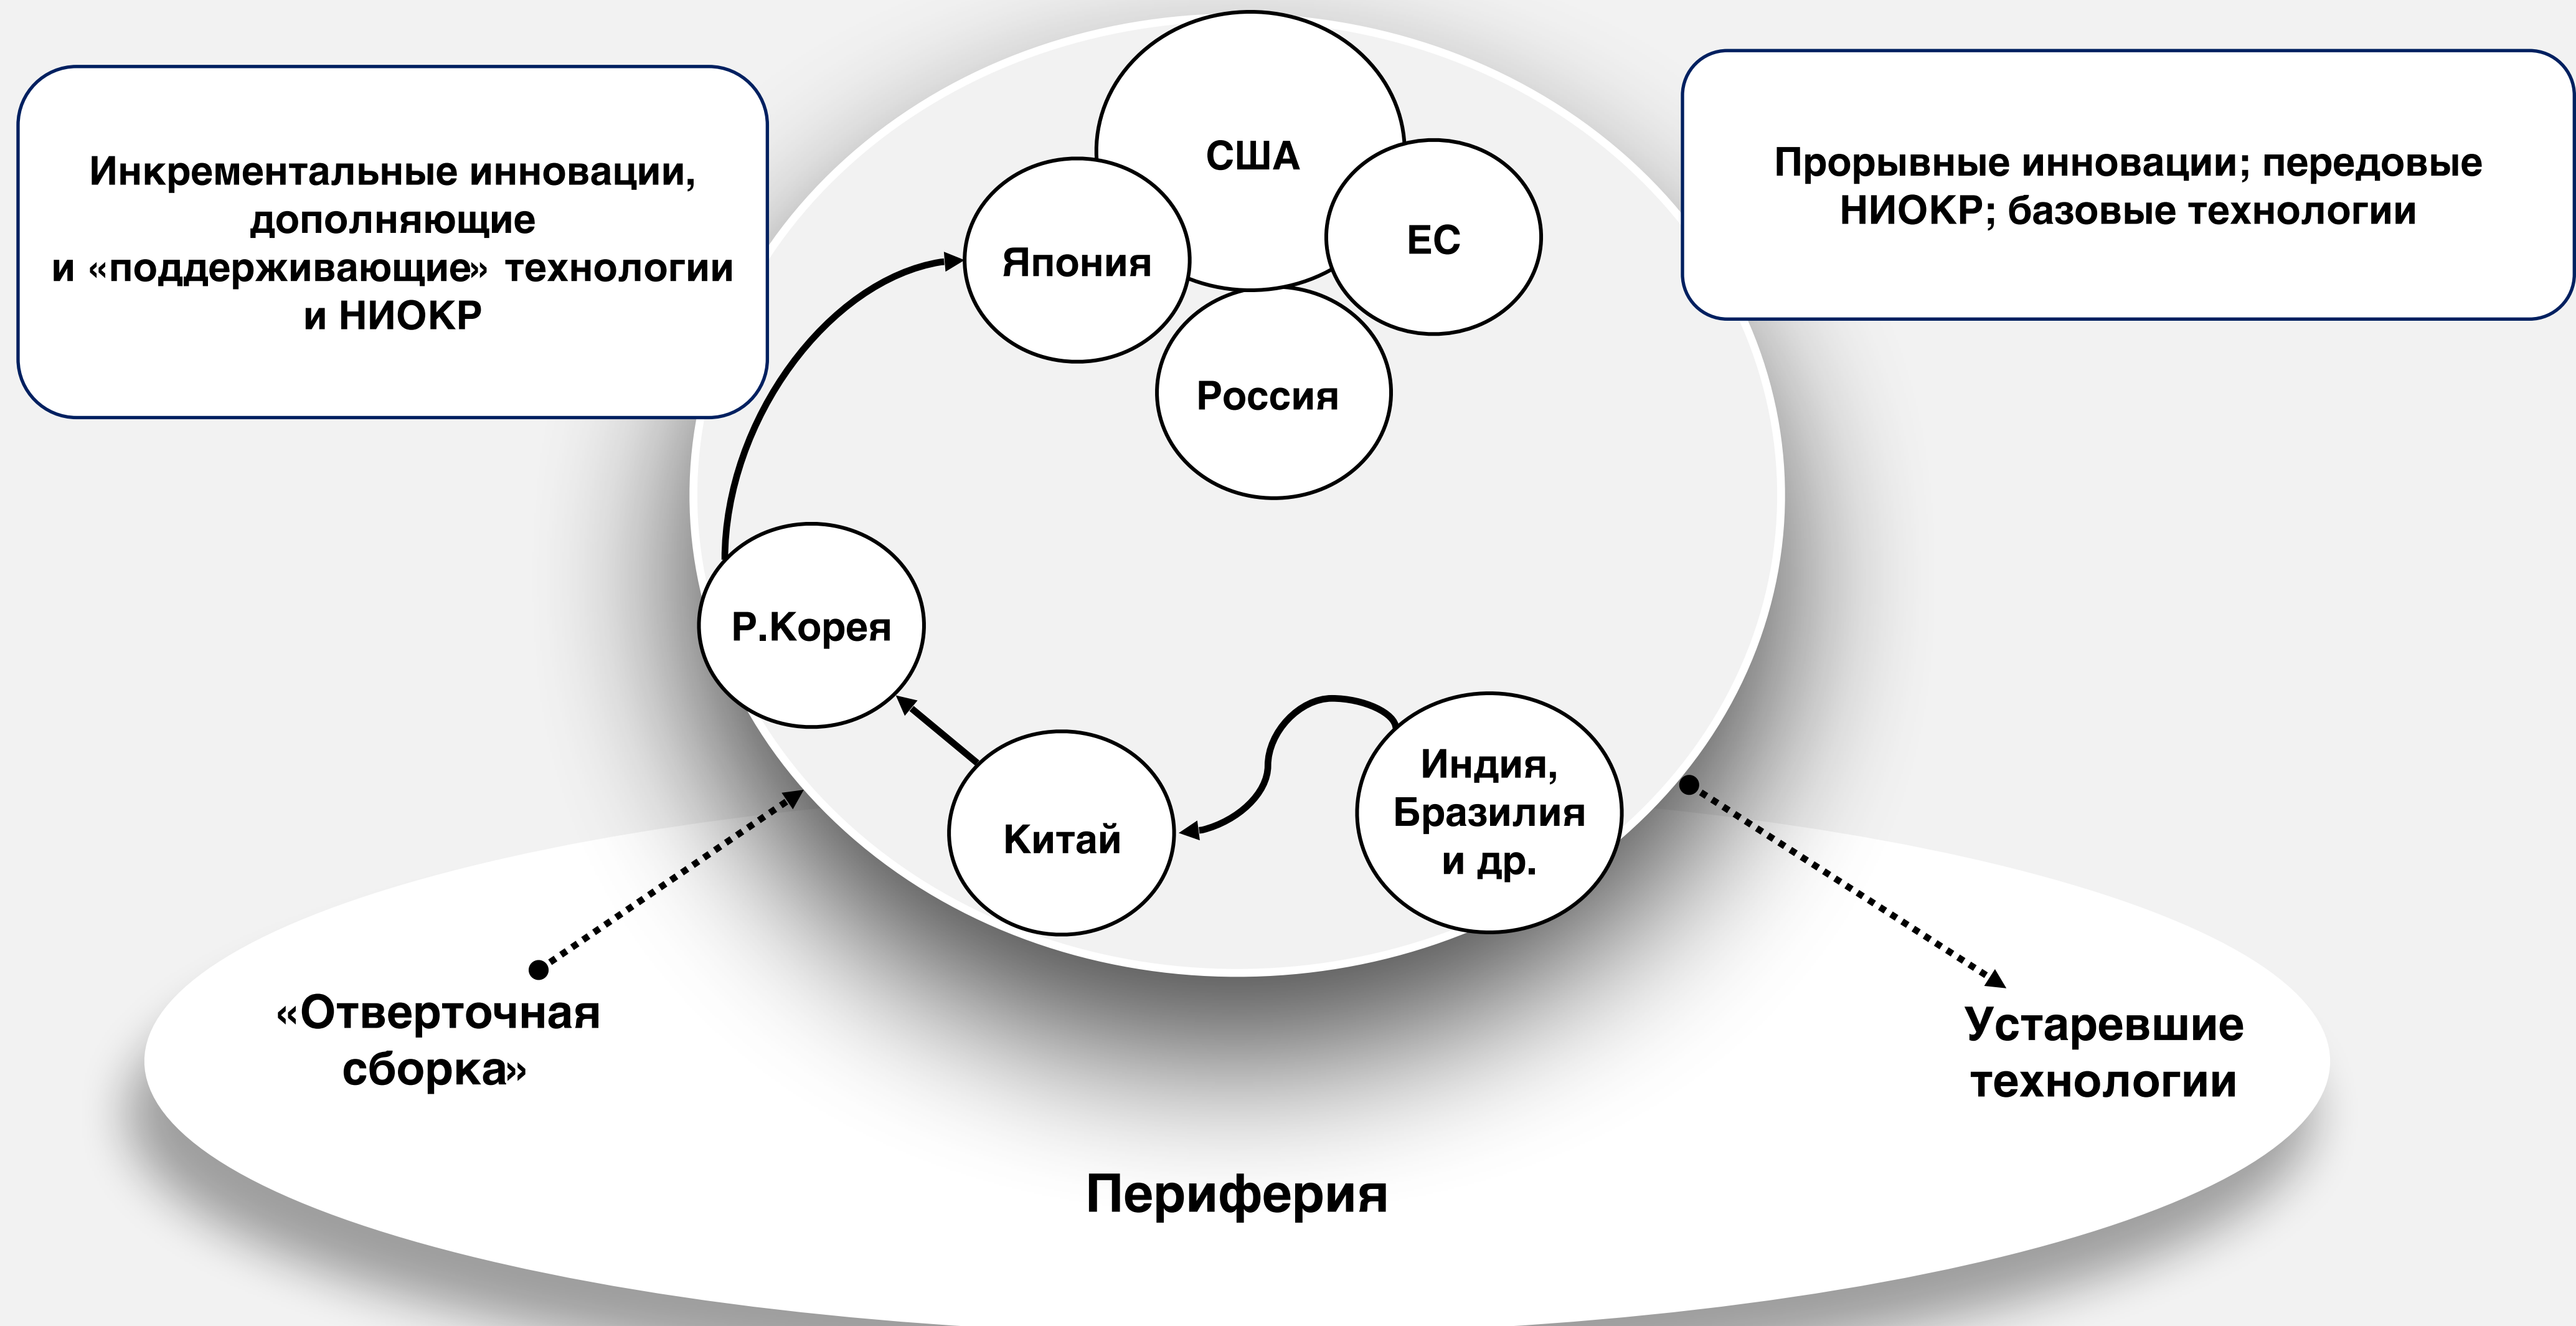 Инкрементальные инновации,
дополняющие
и «поддерживающие» технологии
и НИОКР
США
Япония
ЕС
Россия
Прорывные инновации; передовые
НИОКР; базовые технологии
Р.Корея
Китай
Индия,
Бразилия
и др.
«Отверточная
сборка»
Устаревшие
технологии
Периферия